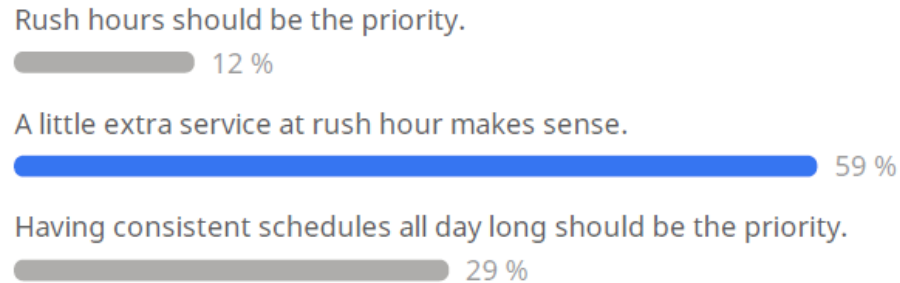 Rush hours should be the priority.
12 %
A little extra service at rush hour makes sense.
59 %
Having consistent schedules all day long should be the priority.
29 %